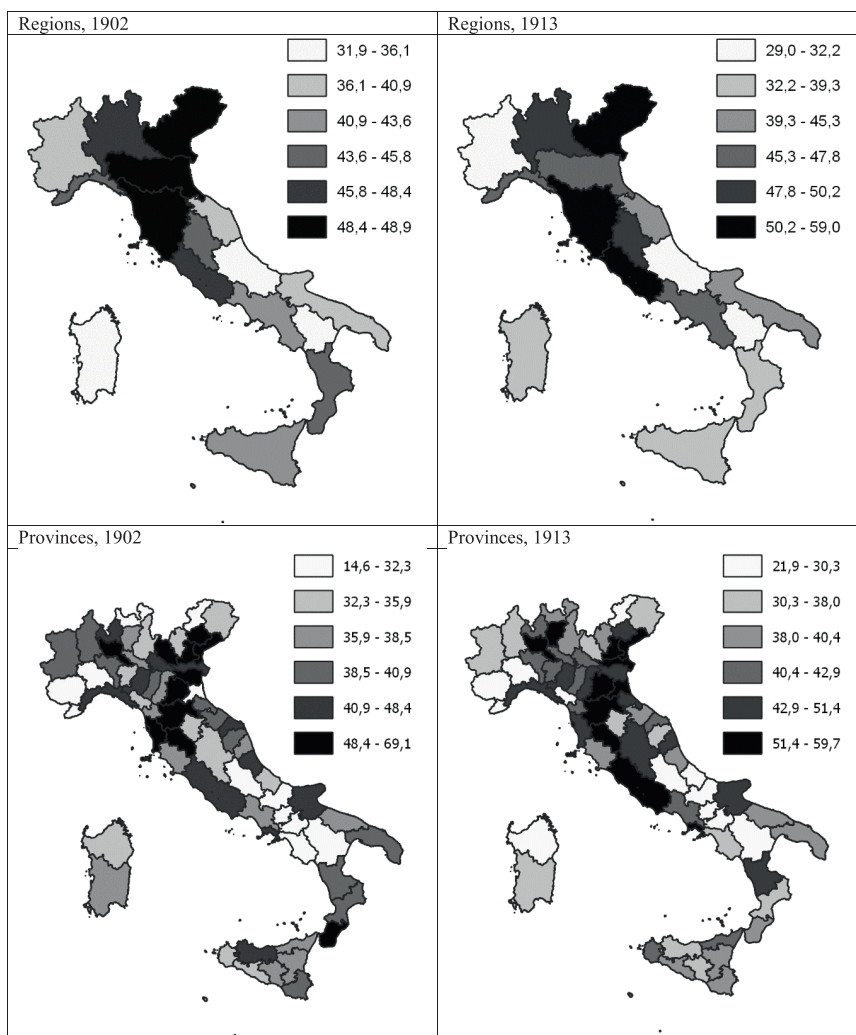 Regions, 1902
31,9 - 36,1
36,1 - 40,9
40,9 - 43,6
43,6 - 45,8
45,8 - 48,4
48,4 - 48,9
Regions, 1913
29,0 - 32,2
32,2 - 39,3
39,3 - 45,3
45,3 - 47,8
47,8 - 50,2
50,2 - 59,0
Provinces, 1902
14,6 - 32,3
32,3 - 35,9
35,9 - 38,5
38,5 - 40,9
40,9 - 48,4
48,4 - 69,1
Provinces, 1913
21,9 - 30,3
30,3 - 38,0
38,0 - 40,4
40,4 - 42,9
42,9 - 51,4
51,4 - 59,7